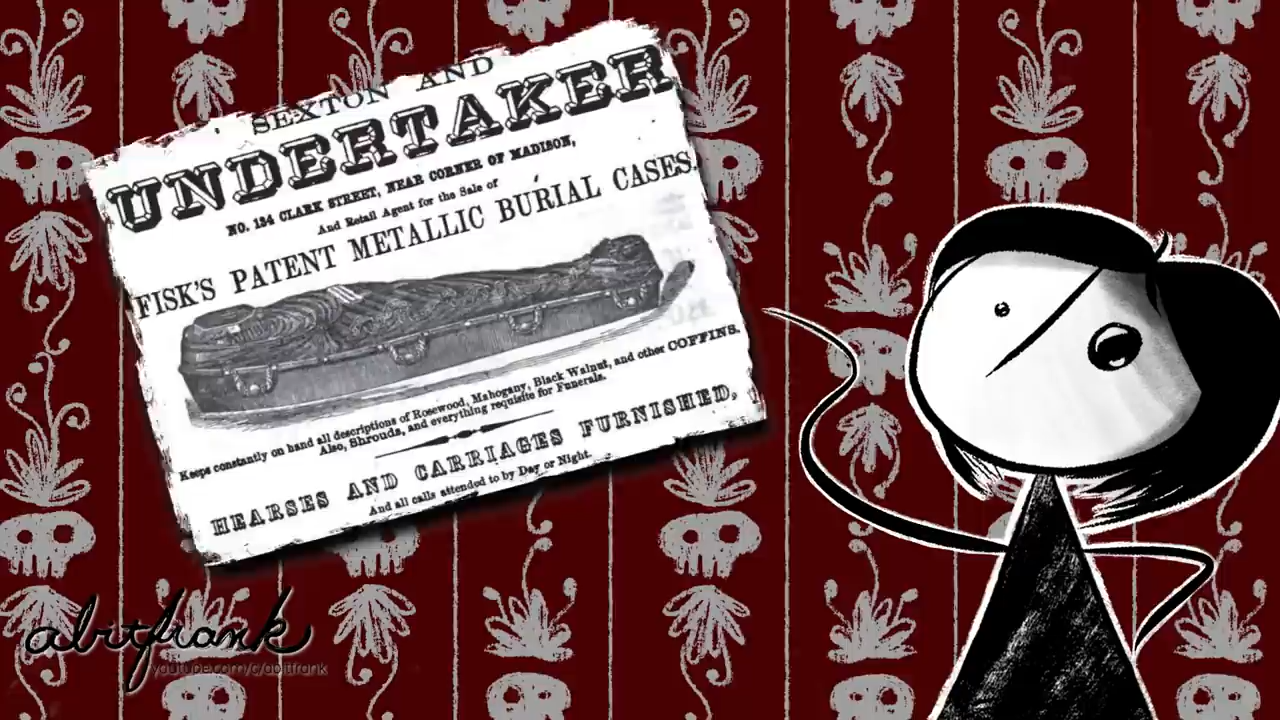 SEXTON AND
UNDERTAKER
NO. 134 CLARK STREET, NEAR CORNER OF MADISON,
And Retail Agent for the Sale of
FISK'S PATENT METALLIC BURIAL CASES.
Keeps constantly on hand all descriptions of Rosewood, Mahogany, Black Walnut, and other COFFINS.
Also, Shrouds, and everything requisite for Funerals.
HEARSES AND CARRIAGES FURNISHED,
And all calls attended to by Day or Night.
abitfrank
youtube.com/c/abitfrank